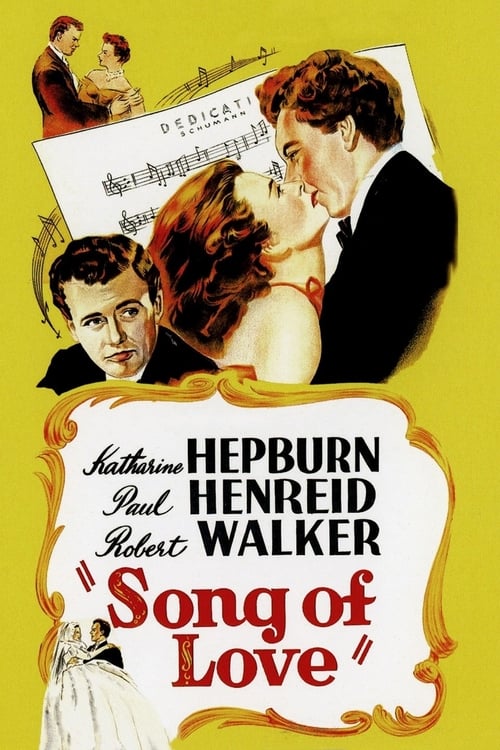 DEDICATI
SCHUMANN
Katharine HEPBURN
Paul HENREID
Robert WALKER
"Song of
Love"